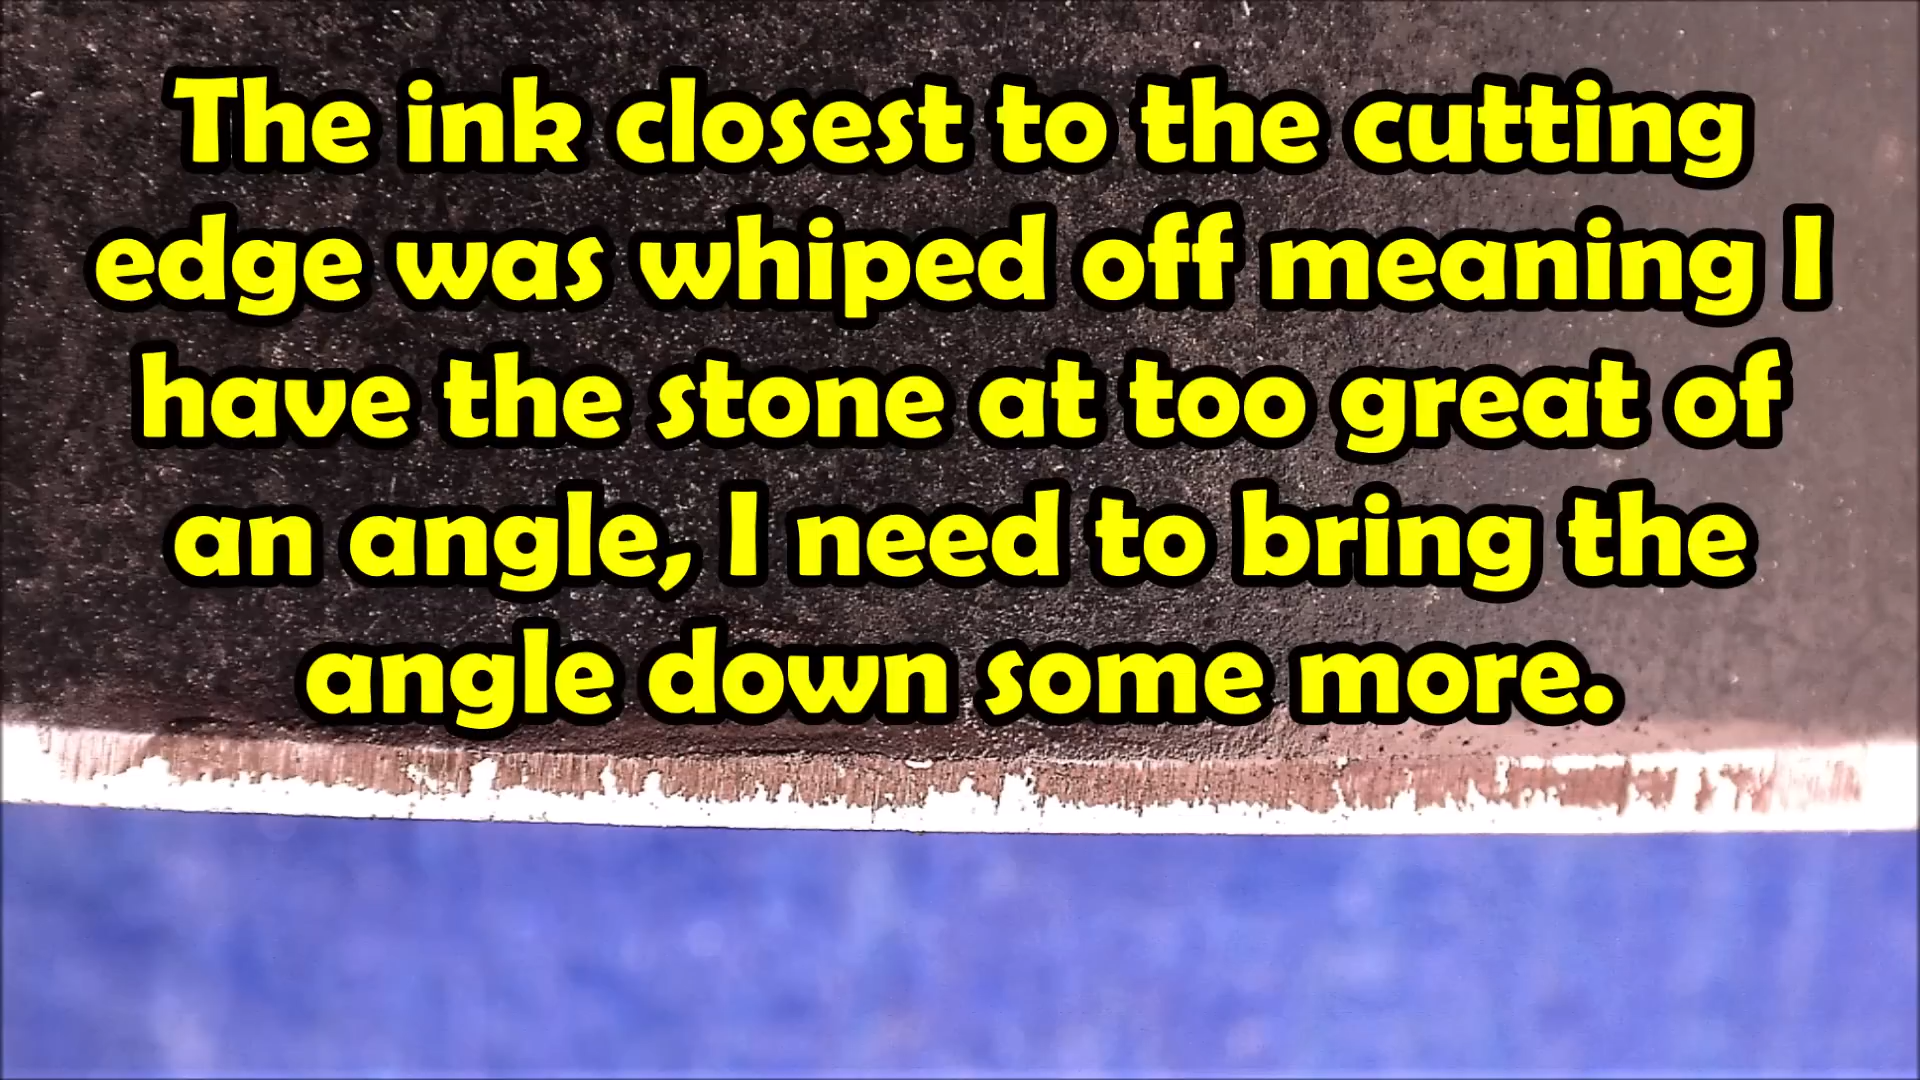 The ink closest to the cutting
edge was whiped off meaning I
have the stone at too great of
an angle, I need to bring the
angle down some more.